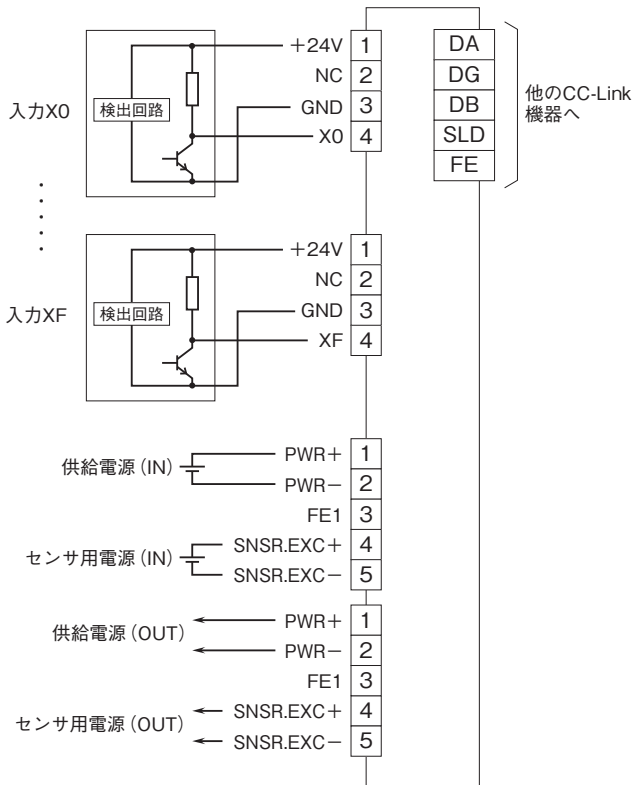 +24V 1
NC 2
GND 3
X0 4
入力X0
検出回路
DA
DG
DB
SLD
FE
他のCC-Link
機器へ
+24V 1
NC 2
GND 3
XF 4
入力XF
検出回路
供給電源(IN)
PWR+ 1
PWR− 2
FE1 3
センサ用電源(IN)
SNSR.EXC+ 4
SNSR.EXC− 5
供給電源(OUT)
PWR+ 1
PWR− 2
FE1 3
センサ用電源(OUT)
SNSR.EXC+ 4
SNSR.EXC− 5